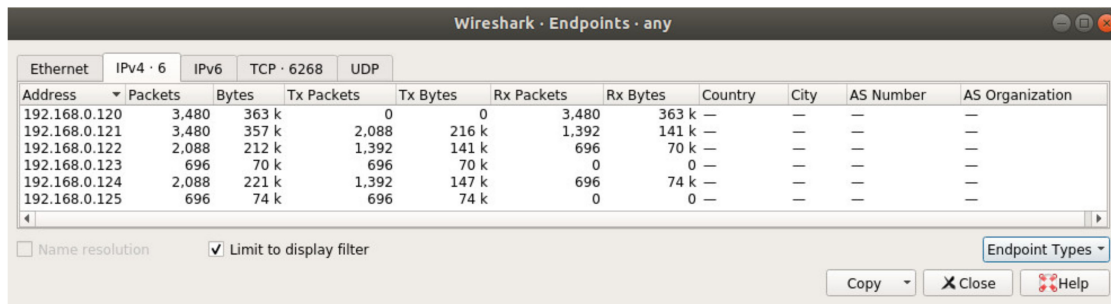 Wireshark · Endpoints · any
Ethernet IPv4 · 6 IPv6 TCP · 6268 UDP
Address Packets Bytes Tx Packets Tx Bytes Rx Packets Rx Bytes Country City AS Number AS Organization
192.168.0.120 3,480 363 k 0 0 3,480 363 k — — — —
192.168.0.121 3,480 357 k 2,088 216 k 1,392 141 k — — — —
192.168.0.122 2,088 212 k 1,392 141 k 696 70 k — — — —
192.168.0.123 696 70 k 696 70 k 0 0 — — — —
192.168.0.124 2,088 221 k 1,392 147 k 696 74 k — — — —
192.168.0.125 696 74 k 696 74 k 0 0 — — — —
Name resolution Limit to display filter Endpoint Types
Copy Close Help